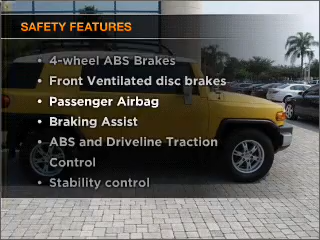 SAFETY FEATURES
• 4-wheel ABS Brakes
• Front Ventilated disc brakes
• Passenger Airbag
• Braking Assist
• ABS and Driveline Traction
Control
• Stability control